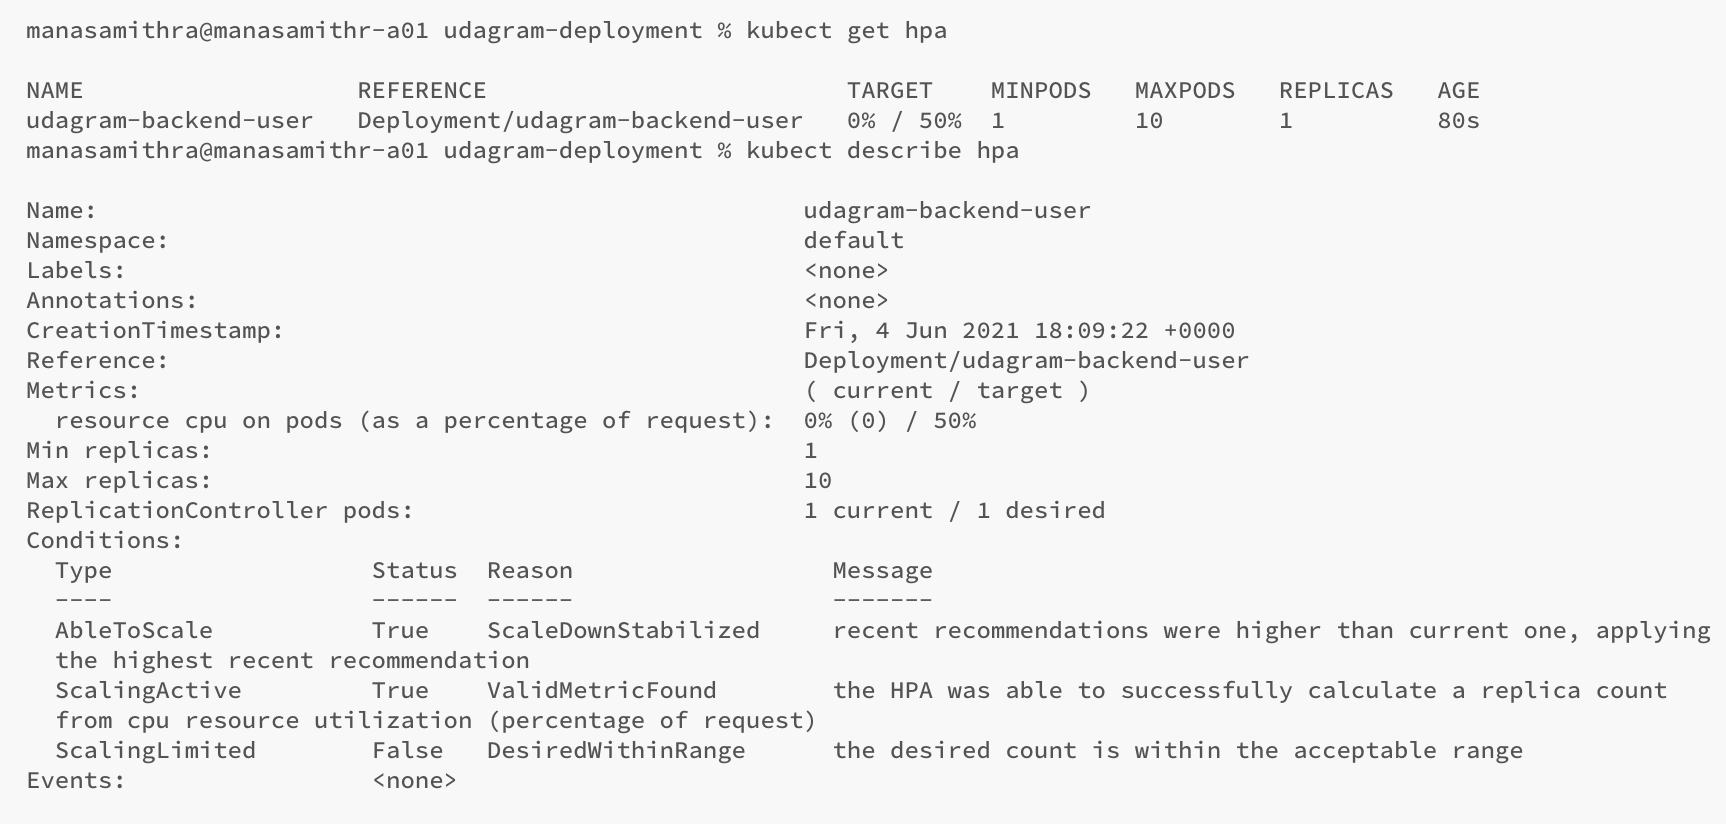 manasamithra@manasamithr-a01 udagram-deployment % kubect get hpa
NAME                   REFERENCE                         TARGET    MINPODS   MAXPODS   REPLICAS   AGE
udagram-backend-user   Deployment/udagram-backend-user   0% / 50%  1         10        1          80s
manasamithra@manasamithr-a01 udagram-deployment % kubect describe hpa
Name:                                                 udagram-backend-user
Namespace:                                            default
Labels:                                               <none>
Annotations:                                          <none>
CreationTimestamp:                                    Fri, 4 Jun 2021 18:09:22 +0000
Reference:                                            Deployment/udagram-backend-user
Metrics:                                              ( current / target )
  resource cpu on pods (as a percentage of request):  0% (0) / 50%
Min replicas:                                         1
Max replicas:                                         10
ReplicationController pods:                           1 current / 1 desired
Conditions:
  Type                  Status  Reason                  Message
  ----                  ------  ------                  -------
  AbleToScale           True    ScaleDownStabilized     recent recommendations were higher than current one, applying
  the highest recent recommendation
  ScalingActive         True    ValidMetricFound        the HPA was able to successfully calculate a replica count
  from cpu resource utilization (percentage of request)
  ScalingLimited        False   DesiredWithinRange      the desired count is within the acceptable range
Events:                 <none>